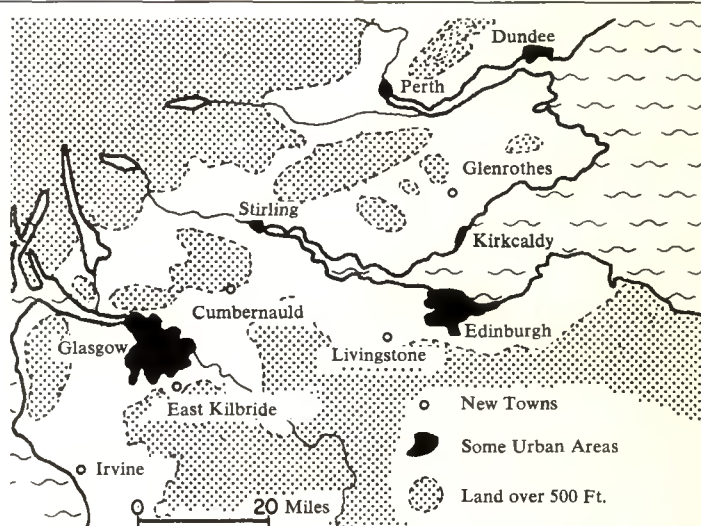 Dundee
Perth
Glenrothes
Stirling
Kirkcaldy
Cumbernauld
Edinburgh
Glasgow
Livingstone
East Kilbride
New Towns
Some Urban Areas
Irvine
Land over 500 Ft.
0 20 Miles